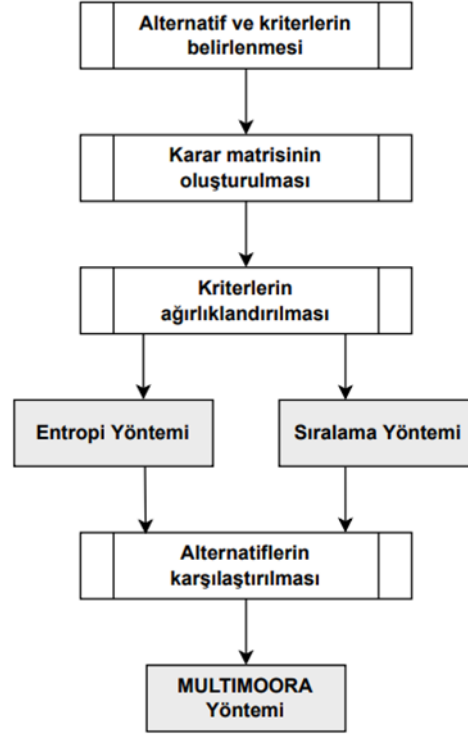 Alternatif ve kriterlerin
belirlenmesi
Karar matrisinin
oluşturulması
Kriterlerin
ağırlıklandırılması
Entropi Yöntemi
Sıralama Yöntemi
Alternatiflerin
karşılaştırılması
MULTIMOORA
Yöntemi